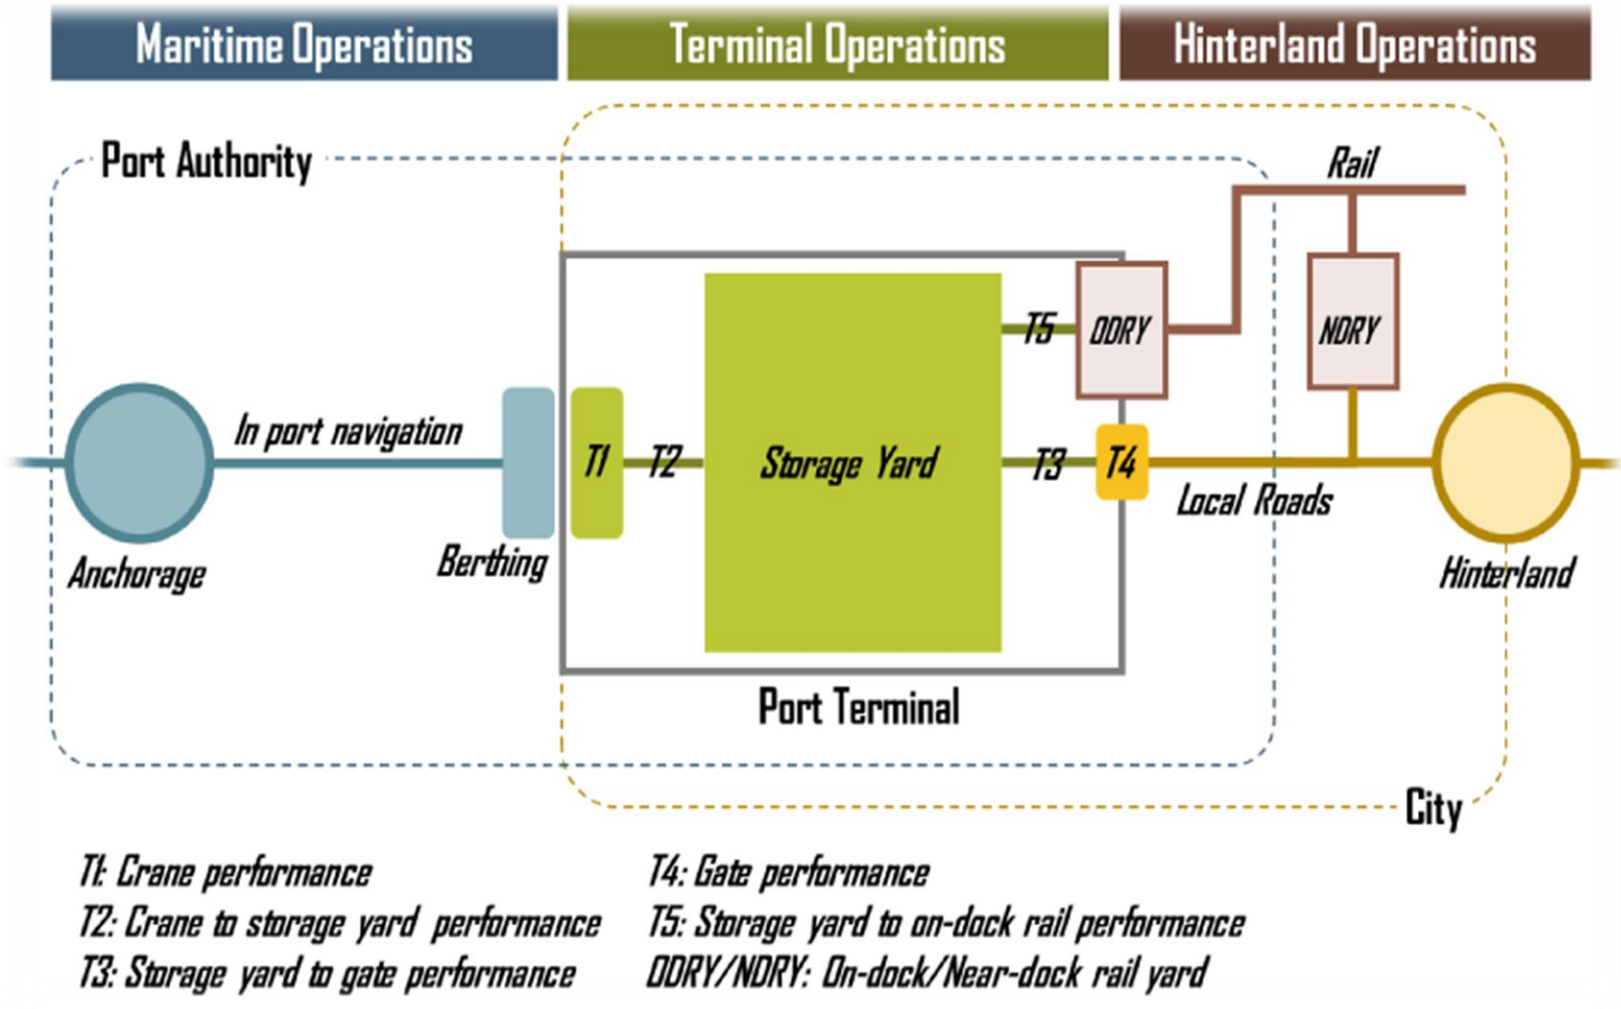 Maritime Operations
Terminal Operations
Hinterland Operations
Port Authority
Rail
T5
ODRY
NDRY
In port navigation
T1
T2
Storage Yard
T3
T4
Local Roads
Anchorage
Berthing
Hinterland
Port Terminal
City
T1: Crane performance
T2: Crane to storage yard performance
T3: Storage yard to gate performance
T4: Gate performance
T5: Storage yard to on-dock rail performance
ODRY/NDRY: On-dock/Near-dock rail yard